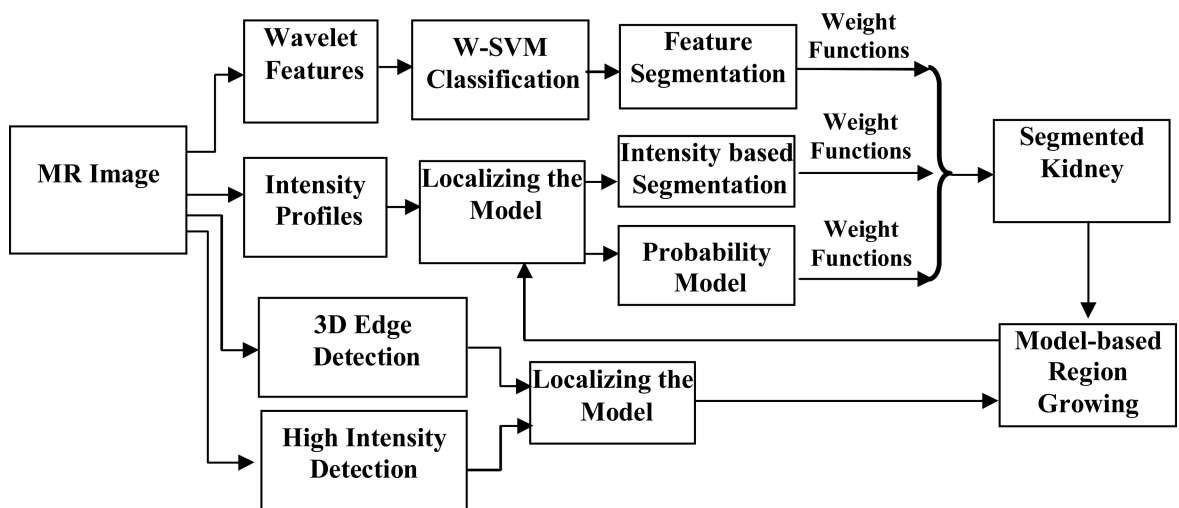 MR Image
Wavelet
Features
W-SVM
Classification
Feature
Segmentation
Weight
Functions
Intensity
Profiles
Localizing the
Model
Intensity based
Segmentation
Weight
Functions
Probability
Model
Weight
Functions
Segmented
Kidney
3D Edge
Detection
High Intensity
Detection
Localizing the
Model
Model-based
Region
Growing